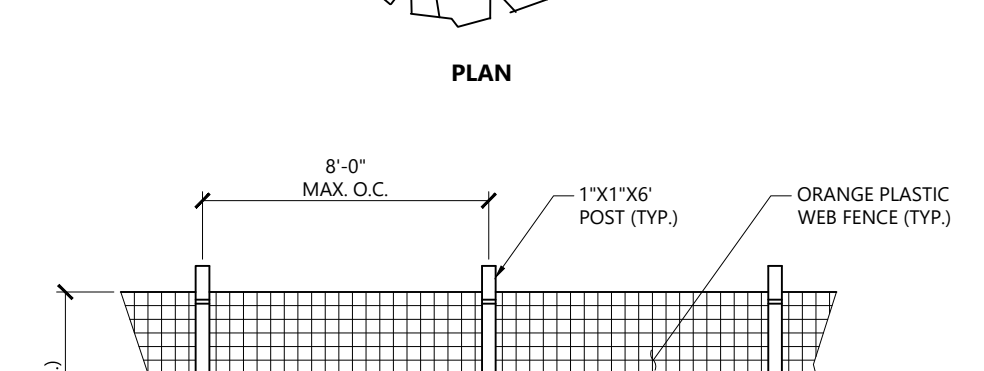 PLAN
8'-0"
MAX. O.C.
1"X1"X6'
POST (TYP.)
ORANGE PLASTIC
WEB FENCE (TYP.)
.)